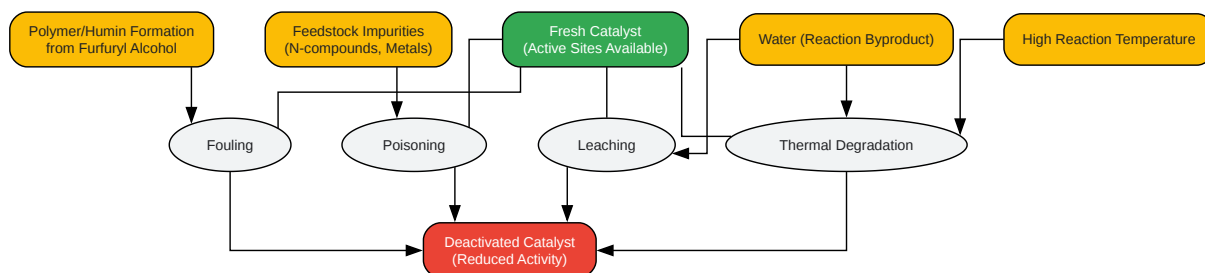 Polymer/Humin Formation
from Furfuryl Alcohol
Feedstock Impurities
(N-compounds, Metals)
Fresh Catalyst
(Active Sites Available)
Water (Reaction Byproduct)
High Reaction Temperature
Fouling
Poisoning
Leaching
Thermal Degradation
Deactivated Catalyst
(Reduced Activity)